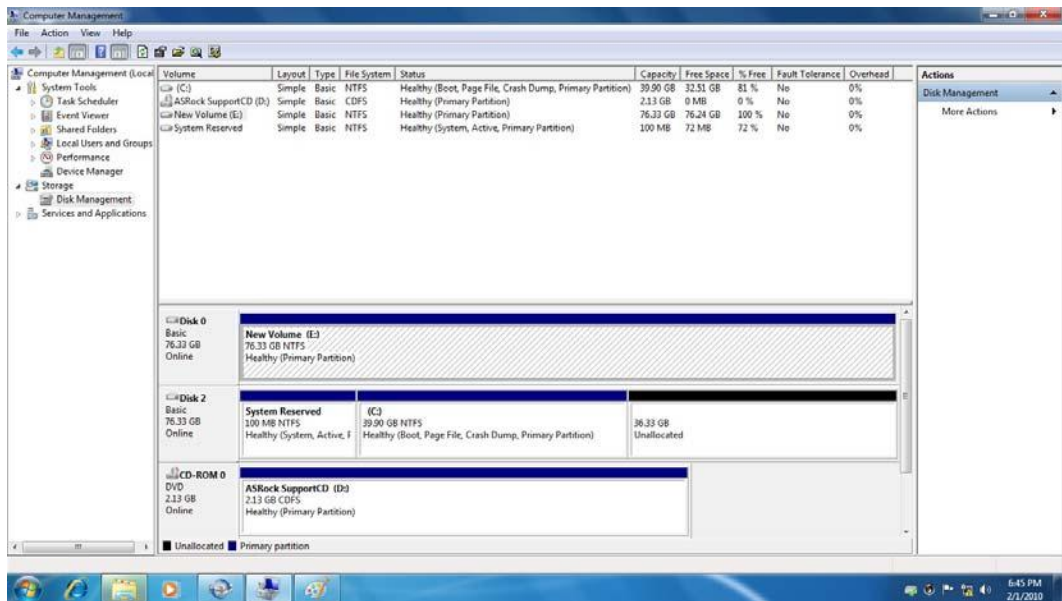 Computer Management
File Action View Help
Computer Management (Local
System Tools
Task Scheduler
Event Viewer
Shared Folders
Local Users and Groups
Performance
Device Manager
Storage
Disk Management
Services and Applications
Volume Layout Type File System Status Capacity Free Space % Free Fault Tolerance Overhead
(C:) Simple Basic NTFS Healthy (Boot, Page File, Crash Dump, Primary Partition) 39.90 GB 32.51 GB 81 % No 0%
ASRock SupportCD (D:) Simple Basic CDFS Healthy (Primary Partition) 2.13 GB 0 MB 0 % No 0%
New Volume (E:) Simple Basic NTFS Healthy (Primary Partition) 76.33 GB 76.24 GB 100 % No 0%
System Reserved Simple Basic NTFS Healthy (System, Active, Primary Partition) 100 MB 72 MB 72 % No 0%
Actions
Disk Management
More Actions
Disk 0
Basic
76.33 GB
Online
New Volume (E:)
76.33 GB NTFS
Healthy (Primary Partition)
Disk 2
Basic
76.33 GB
Online
System Reserved
100 MB NTFS
Healthy (System, Active, F
(C:)
39.90 GB NTFS
Healthy (Boot, Page File, Crash Dump, Primary Partition)
36.33 GB
Unallocated
CD-ROM 0
DVD
2.13 GB
Online
ASRock SupportCD (D:)
2.13 GB CDFS
Healthy (Primary Partition)
Unallocated Primary partition
6:45 PM
2/1/2010